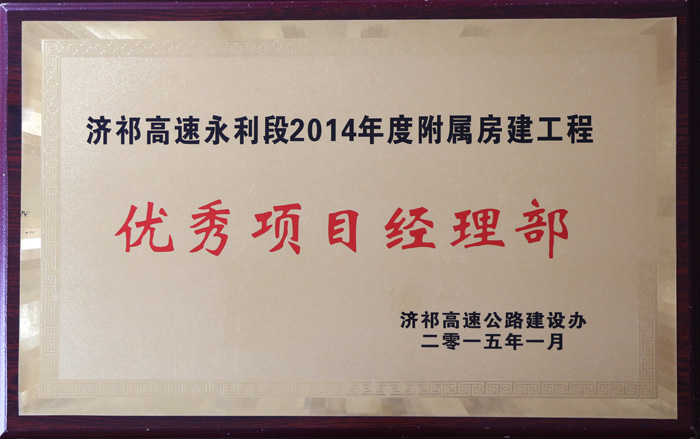 济祁高速永利段2014年度附属房建工程
优秀项目经理部
济祁高速公路建设办
二零一五年一月